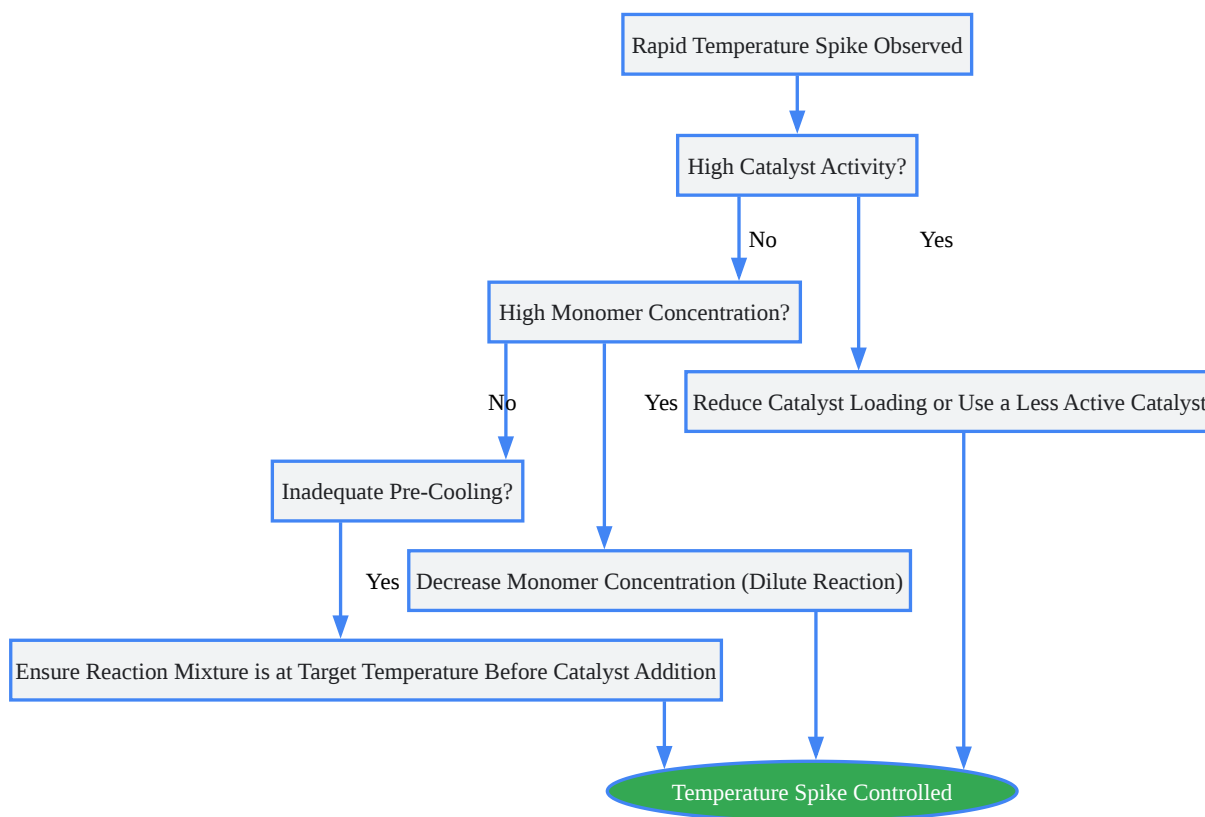 Rapid Temperature Spike Observed
High Catalyst Activity?
No
Yes
High Monomer Concentration?
No
Yes
Reduce Catalyst Loading or Use a Less Active Catalyst
Inadequate Pre-Cooling?
Yes
Decrease Monomer Concentration (Dilute Reaction)
Ensure Reaction Mixture is at Target Temperature Before Catalyst Addition
Temperature Spike Controlled